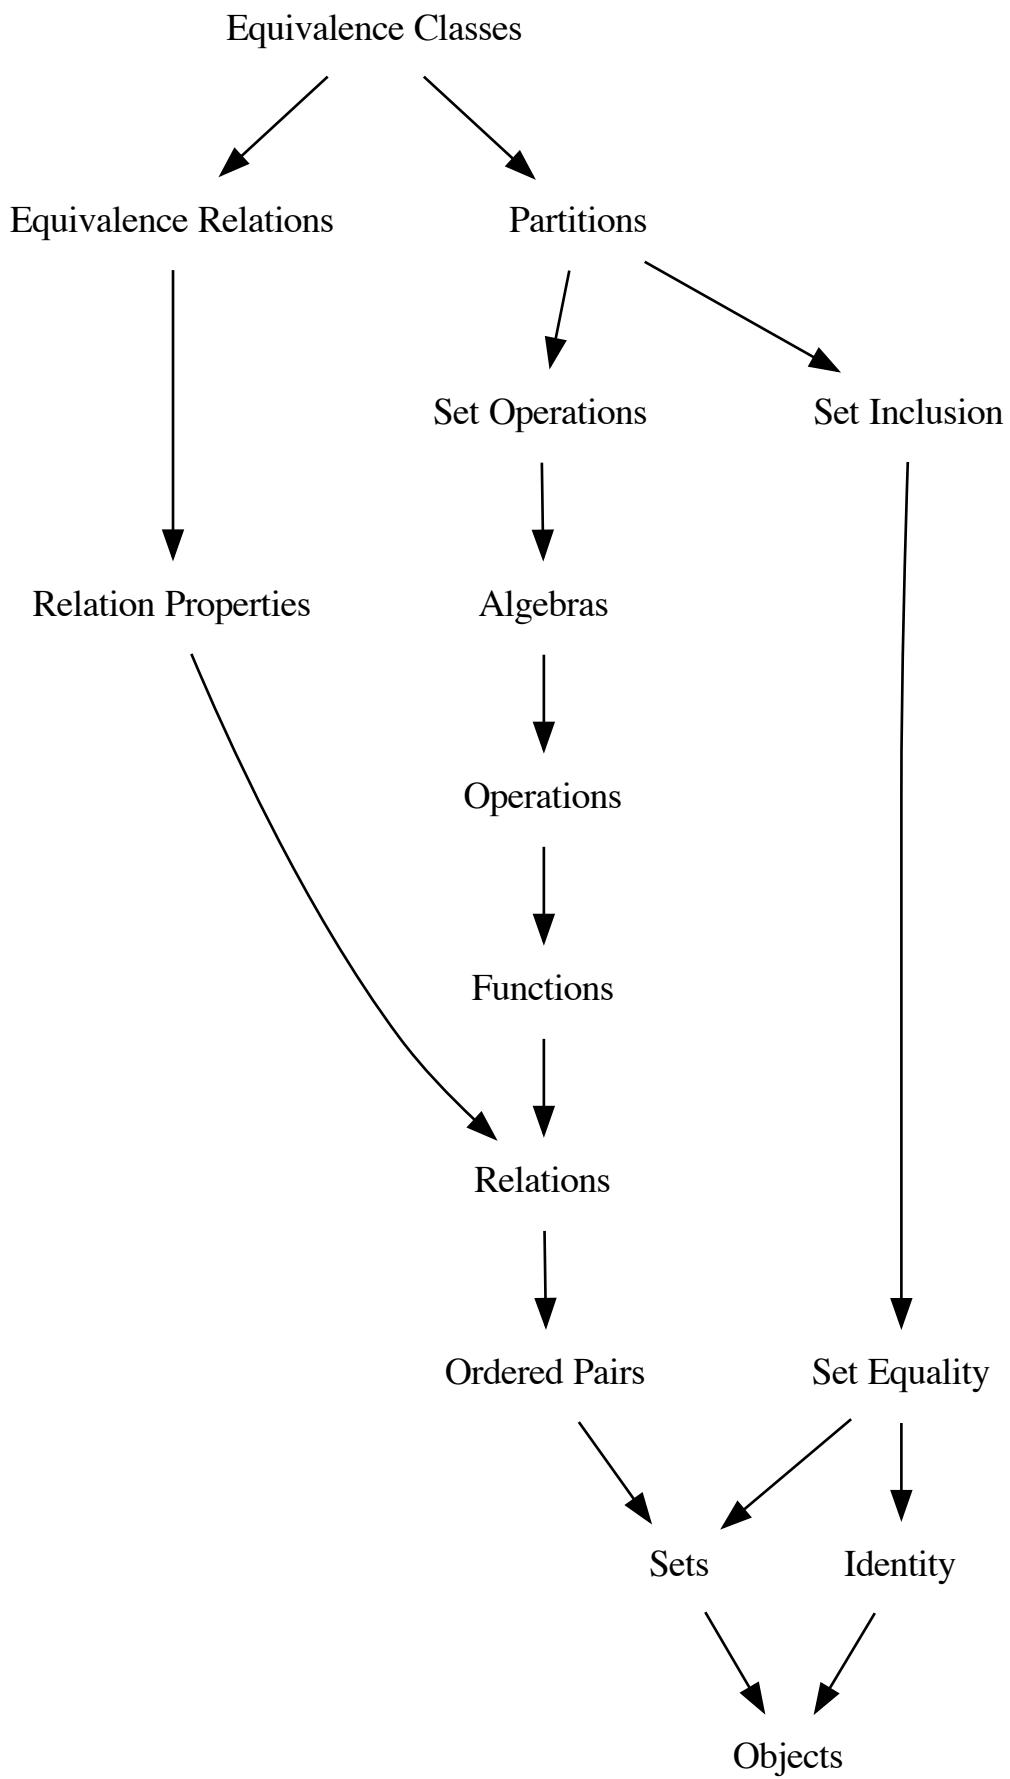 Equivalence Classes
Equivalence Relations
Partitions
Set Operations
Set Inclusion
Relation Properties
Algebras
Operations
Functions
Relations
Ordered Pairs
Set Equality
Sets
Identity
Objects